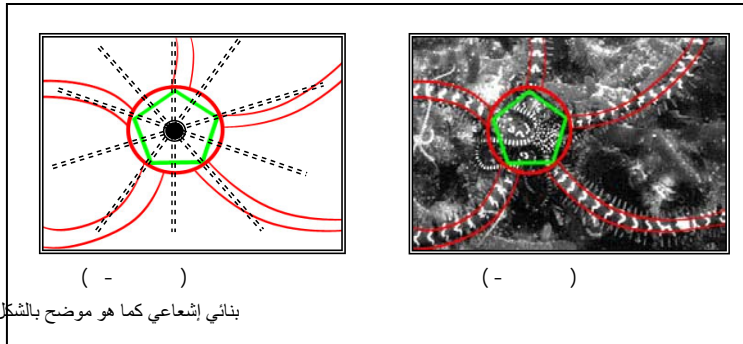 ( - )
( - )
بنائي إشعاعي كما هو موضح بالشكل